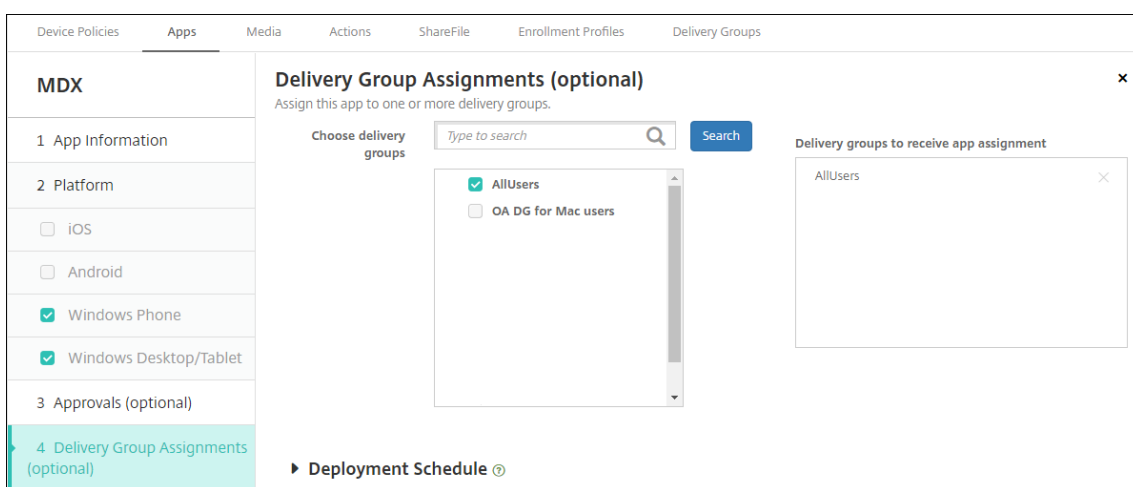 Device Policies Apps Media Actions ShareFile Enrollment Profiles Delivery Groups
MDX
1 App Information
2 Platform
iOS
Android
Windows Phone
Windows Desktop/Tablet
3 Approvals (optional)
4 Delivery Group Assignments
(optional)
Delivery Group Assignments (optional)
Assign this app to one or more delivery groups.
Choose delivery
groups
Type to search
Search
AllUsers
OA DG for Mac users
Delivery groups to receive app assignment
AllUsers
Deployment Schedule